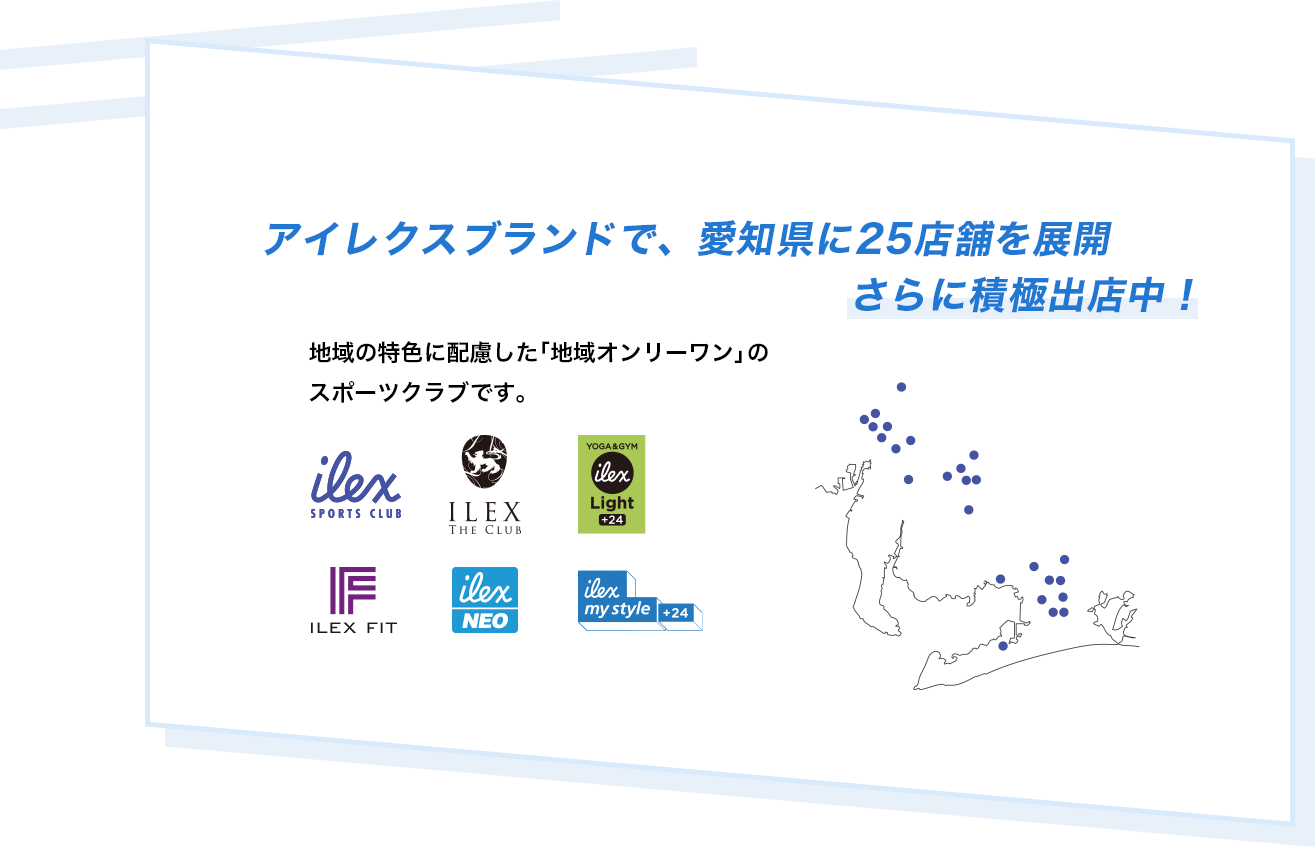 アイレクスブランドで、愛知県に25店舗を展開
さらに積極出店中！
地域の特色に配慮した「地域オンリーワン」の
スポーツクラブです。
ilex
SPORTS CLUB
ILEX
THE CLUB
YOGA&GYM
ilex
Light
+24
ILEX FIT
ilex
NEO
ilex
my style
+24